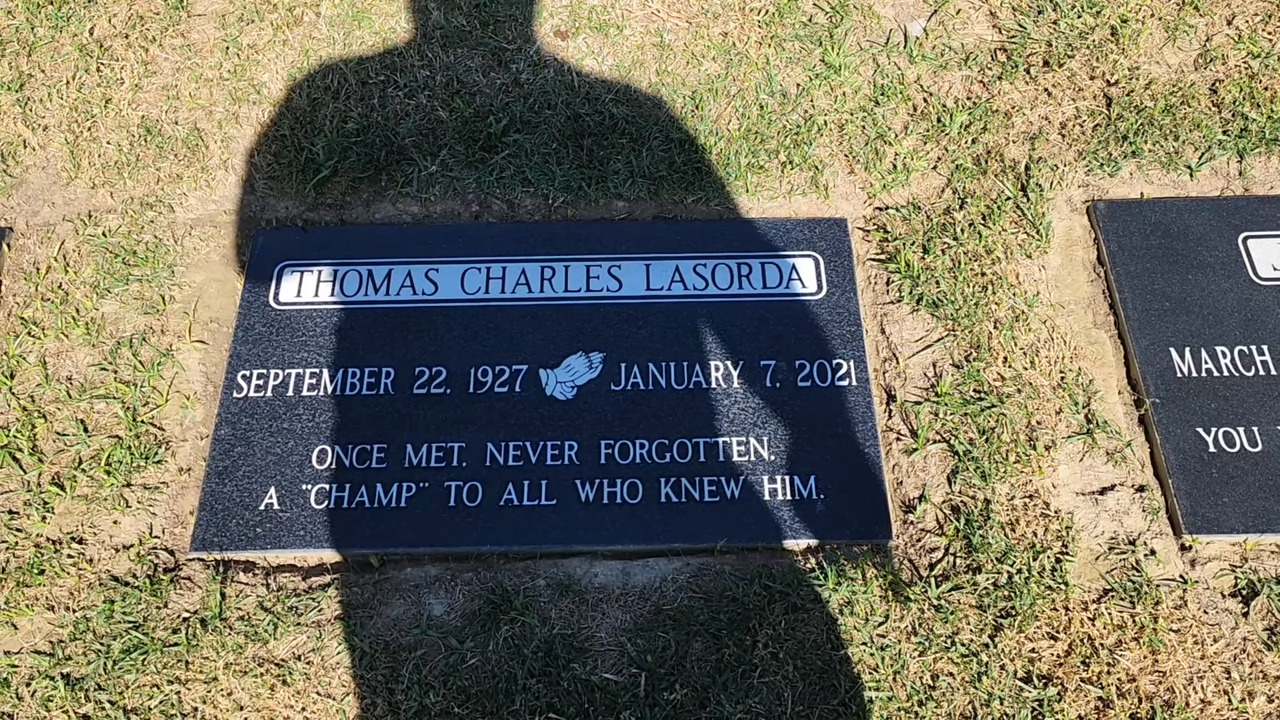 THOMAS CHARLES LASORDA
SEPTEMBER 22, 1927 JANUARY 7, 2021
ONCE MET, NEVER FORGOTTEN,
A "CHAMP" TO ALL WHO KNEW HIM.
MARCH
YOU